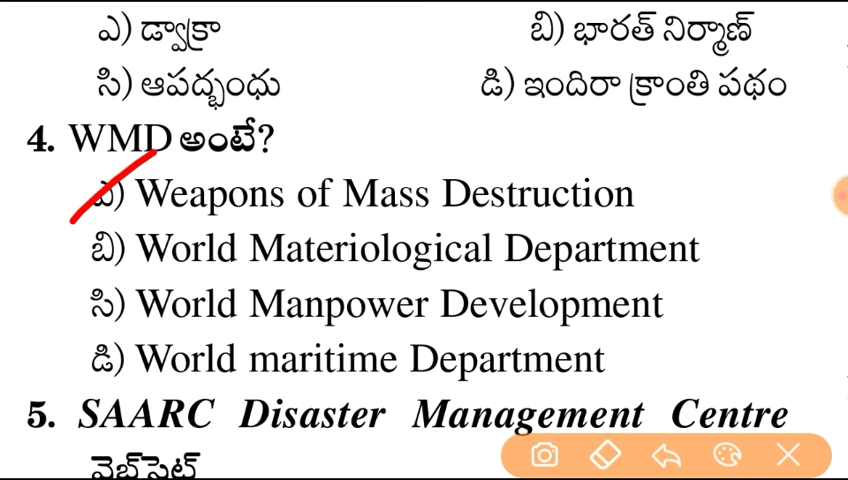 ఎ) డ్వాక్రా బి) భారత్ నిర్మాణ్
సి) ఆపద్భంధు డి) ఇందిరా క్రాంతి పథం
4. WMD అంటే?
ఎ) Weapons of Mass Destruction
బి) World Materiological Department
సి) World Manpower Development
డి) World maritime Department
5. SAARC Disaster Management Centre
వెబ్‌సైట్